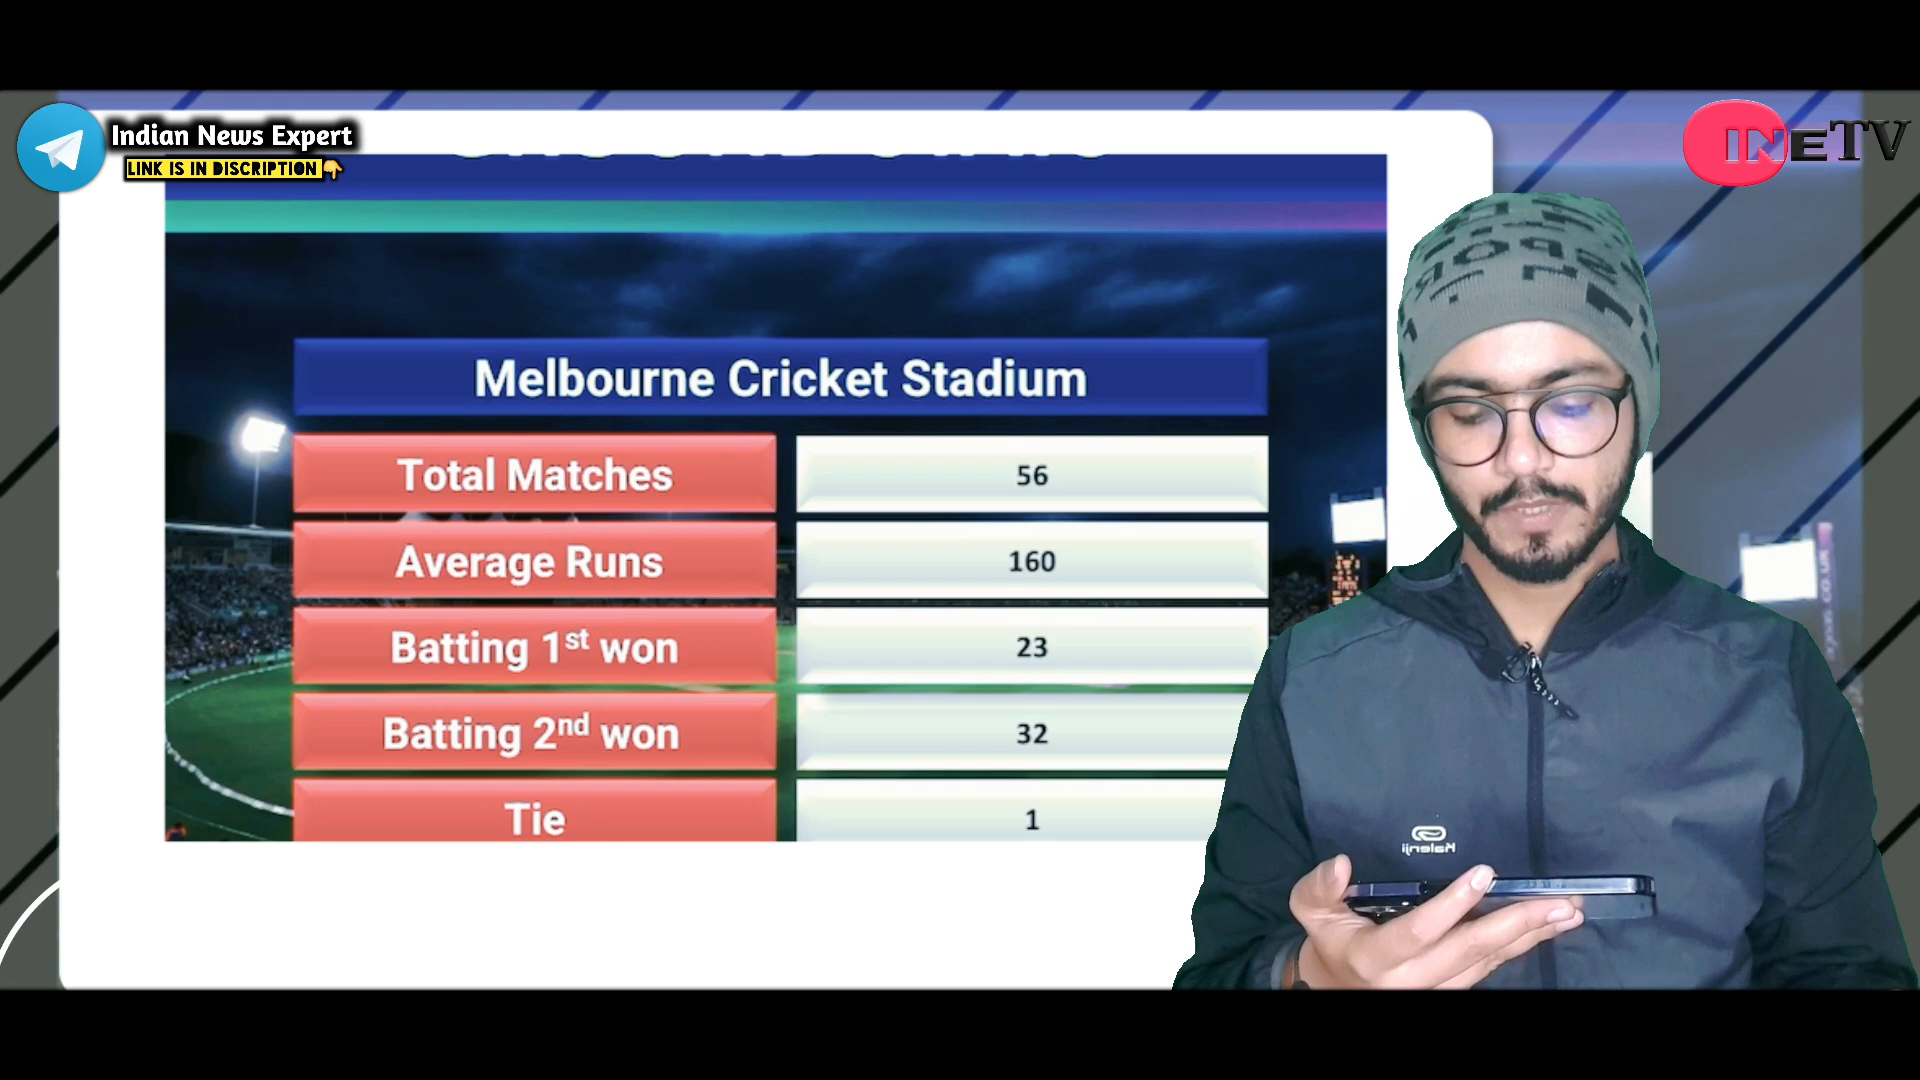 Indian News Expert
LINK IS IN DISCRIPTION👇
INETV
Melbourne Cricket Stadium
Total Matches 56
Average Runs 160
Batting 1st won 23
Batting 2nd won 32
Tie 1
Kalenji